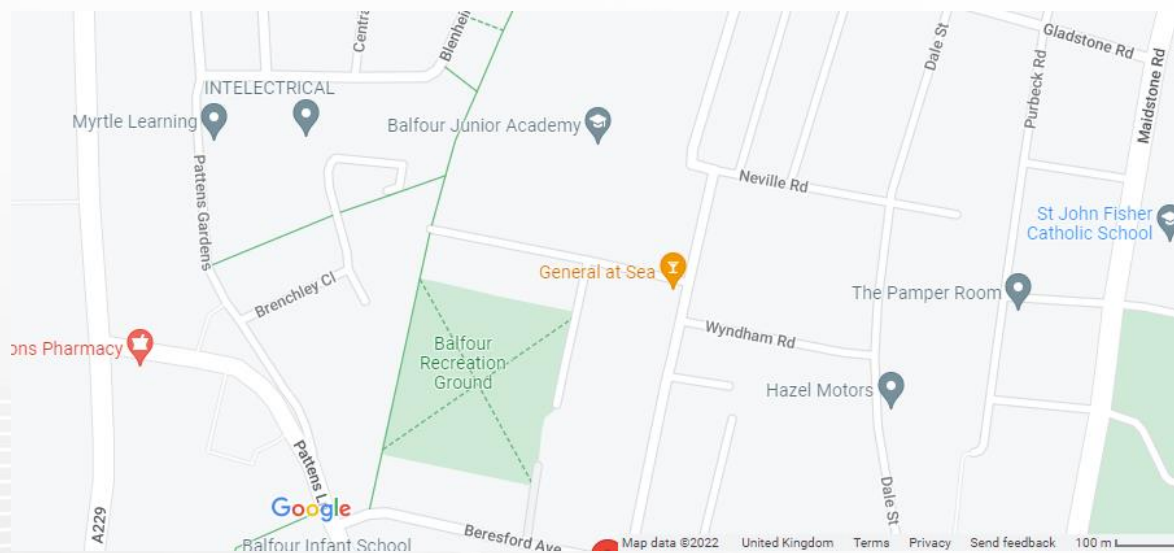 Central
Blenheim
Gladstone Rd
Dale St
Purbeck Rd
Maidstone Rd
INTELECTRICAL
Myrtle Learning
Balfour Junior Academy
Pattens Gardens
Neville Rd
St John Fisher
Catholic School
General at Sea
Brenchley Cl
The Pamper Room
ons Pharmacy
Wyndham Rd
Balfour
Recreation
Ground
Hazel Motors
Pattens L
A229
Google
Dale St
Beresford Ave
Balfour Infant School
Map data ©2022 United Kingdom Terms Privacy Send feedback 100 m